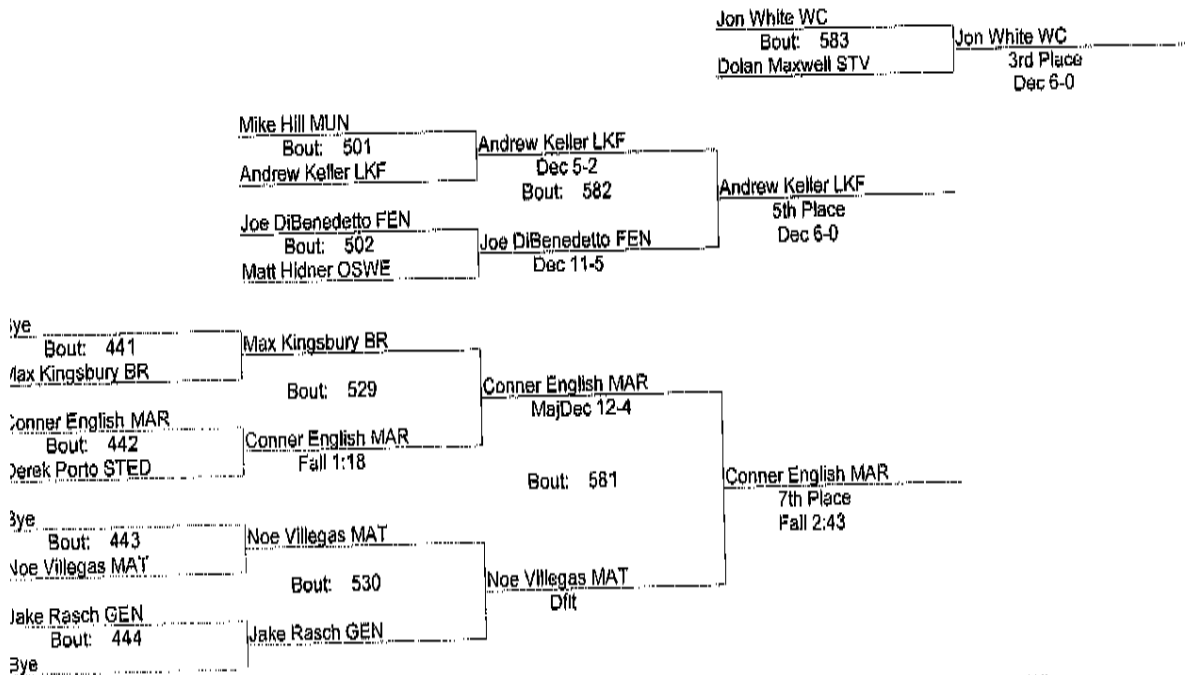 Jon White WC
Bout: 583
Dolan Maxwell STV
Jon White WC
3rd Place
Dec 6-0
Mike Hill MUN
Bout: 501
Andrew Keller LKF
Andrew Keller LKF
Dec 5-2
Bout: 582
Joe DiBenedetto FEN
Bout: 502
Matt Hidner OSWE
Joe DiBenedetto FEN
Dec 11-5
Andrew Keller LKF
5th Place
Dec 6-0
Bye
Bout: 441
Max Kingsbury BR
Max Kingsbury BR
Bout: 529
Conner English MAR
Bout: 442
Derek Porto STED
Conner English MAR
Fall 1:18
Conner English MAR
MajDec 12-4
Bout: 581
Bye
Bout: 443
Noe Villegas MAT
Noe Villegas MAT
Bout: 530
Jake Rasch GEN
Bout: 444
Bye
Jake Rasch GEN
Noe Villegas MAT
Dflt
Conner English MAR
7th Place
Fall 2:43